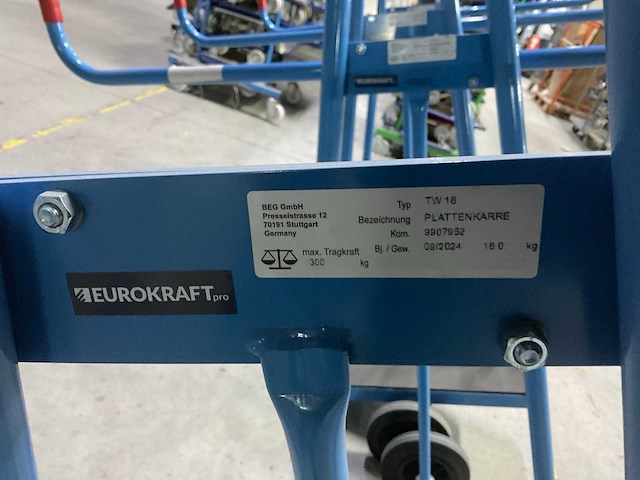 BEG GmbH
Presselstrasse 12
70191 Stuttgart
Germany
max. Tragkraft
300 kg
Typ TW 16
Bezeichnung PLATTENKARRE
Kom. 9907952
Bj. / Gew. 09/2024 16.0 kg
EUROKRAFTpro
EUROKRAFT